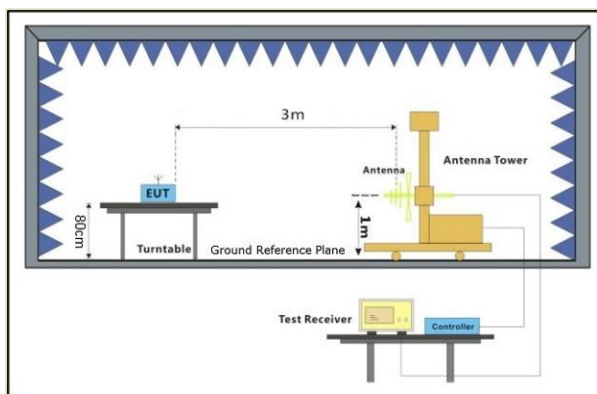 3m
Antenna
Antenna Tower
EUT
80cm
1m
Turntable
Ground Reference Plane
Test Receiver
Controller